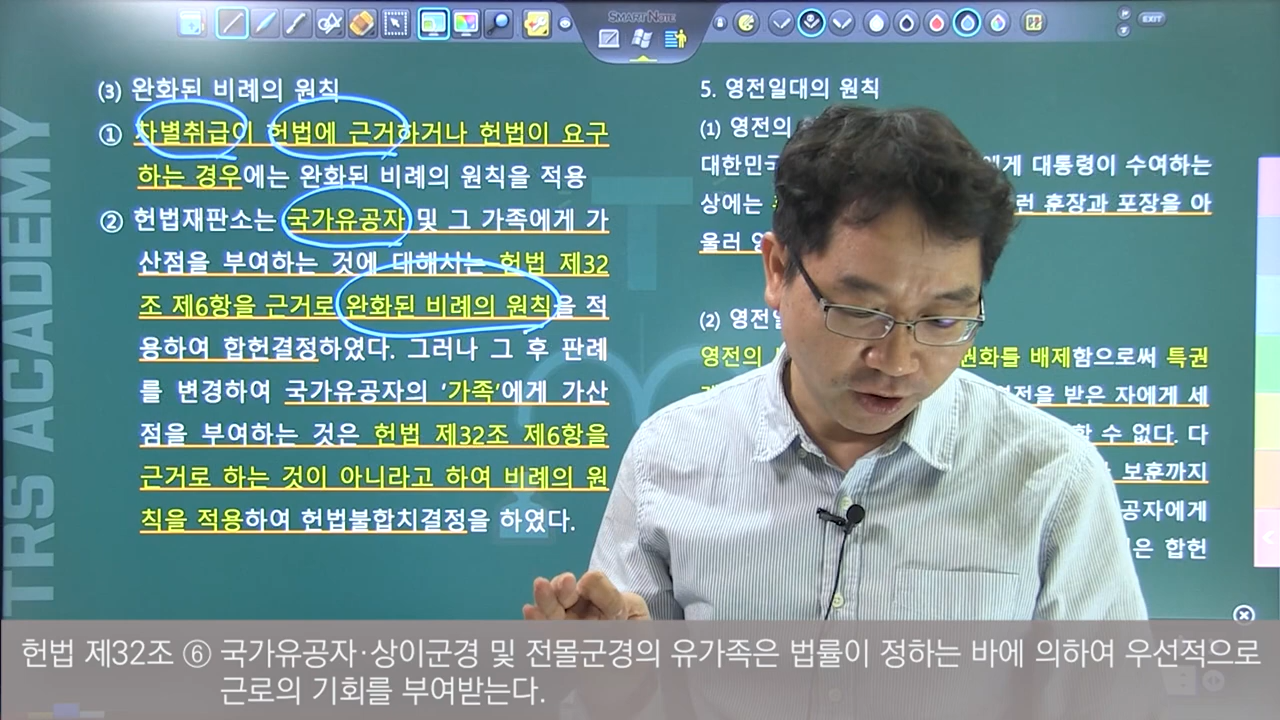 SMART NOTE
EXIT
TRS ACADEMY
(3) 완화된 비례의 원칙
① 차별취급이 헌법에 근거하거나 헌법이 요구
하는 경우에는 완화된 비례의 원칙을 적용
② 헌법재판소는 국가유공자 및 그 가족에게 가
산점을 부여하는 것에 대해서는 헌법 제32
조 제6항을 근거로 완화된 비례의 원칙을 적
용하여 합헌결정하였다. 그러나 그 후 판례
를 변경하여 국가유공자의 ‘가족’에게 가산
점을 부여하는 것은 헌법 제32조 제6항을
근거로 하는 것이 아니라고 하여 비례의 원
칙을 적용하여 헌법불합치결정을 하였다.
5. 영전일대의 원칙
(1) 영전의
대한민국 에게 대통령이 수여하는
상에는 런 훈장과 포장을 아
울러
(2) 영전일
영전의 권화를 배제함으로써 특권
영전을 받은 자에게 세
할 수 없다. 다
보훈까지
공자에게
은 합헌
헌법 제32조 ⑥ 국가유공자·상이군경 및 전몰군경의 유가족은 법률이 정하는 바에 의하여 우선적으로
근로의 기회를 부여받는다.